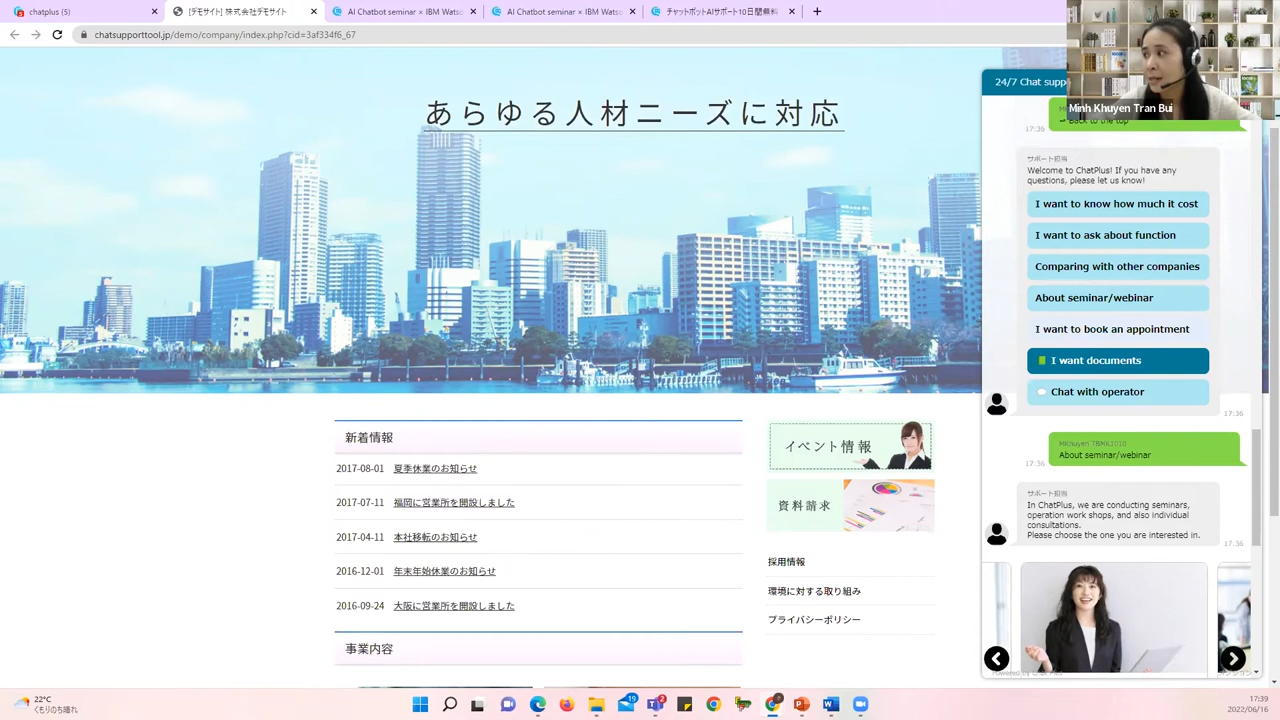 chatplus (5)
[デモサイト] 株式会社デモサイト
AI Chatbot seminar × IBM Wats
AI Chatbot seminar × IBM Wats
チャットボットAIサポート10日間無料
chatsupporttool.jp/demo/company/index.php?cid=3af334f6_67
あらゆる人材ニーズに対応
24/7 Chat supp
Minh Khuyen Tran Bui
Back to the top
17:36
サポート担当
Welcome to ChatPlus! If you have any
questions, please let us know!
I want to know how much it cost
I want to ask about function
Comparing with other companies
About seminar/webinar
I want to book an appointment
I want documents
Chat with operator
17:36
MKhuyen TBMK1010
About seminar/webinar
17:36
サポート担当
In ChatPlus, we are conducting seminars,
operation work shops, and also individual
consultations.
Please choose the one you are interested in.
17:36
新着情報
2017-08-01 夏季休業のお知らせ
2017-07-11 福岡に営業所を開設しました
2017-04-11 本社移転のお知らせ
2016-12-01 年末年始休業のお知らせ
2016-09-24 大阪に営業所を開設しました
事業内容
イベント情報
資料請求
採用情報
環境に対する取り組み
プライバシーポリシー
22°C
くもりのち晴れ
19
2
17:39
2022/06/16